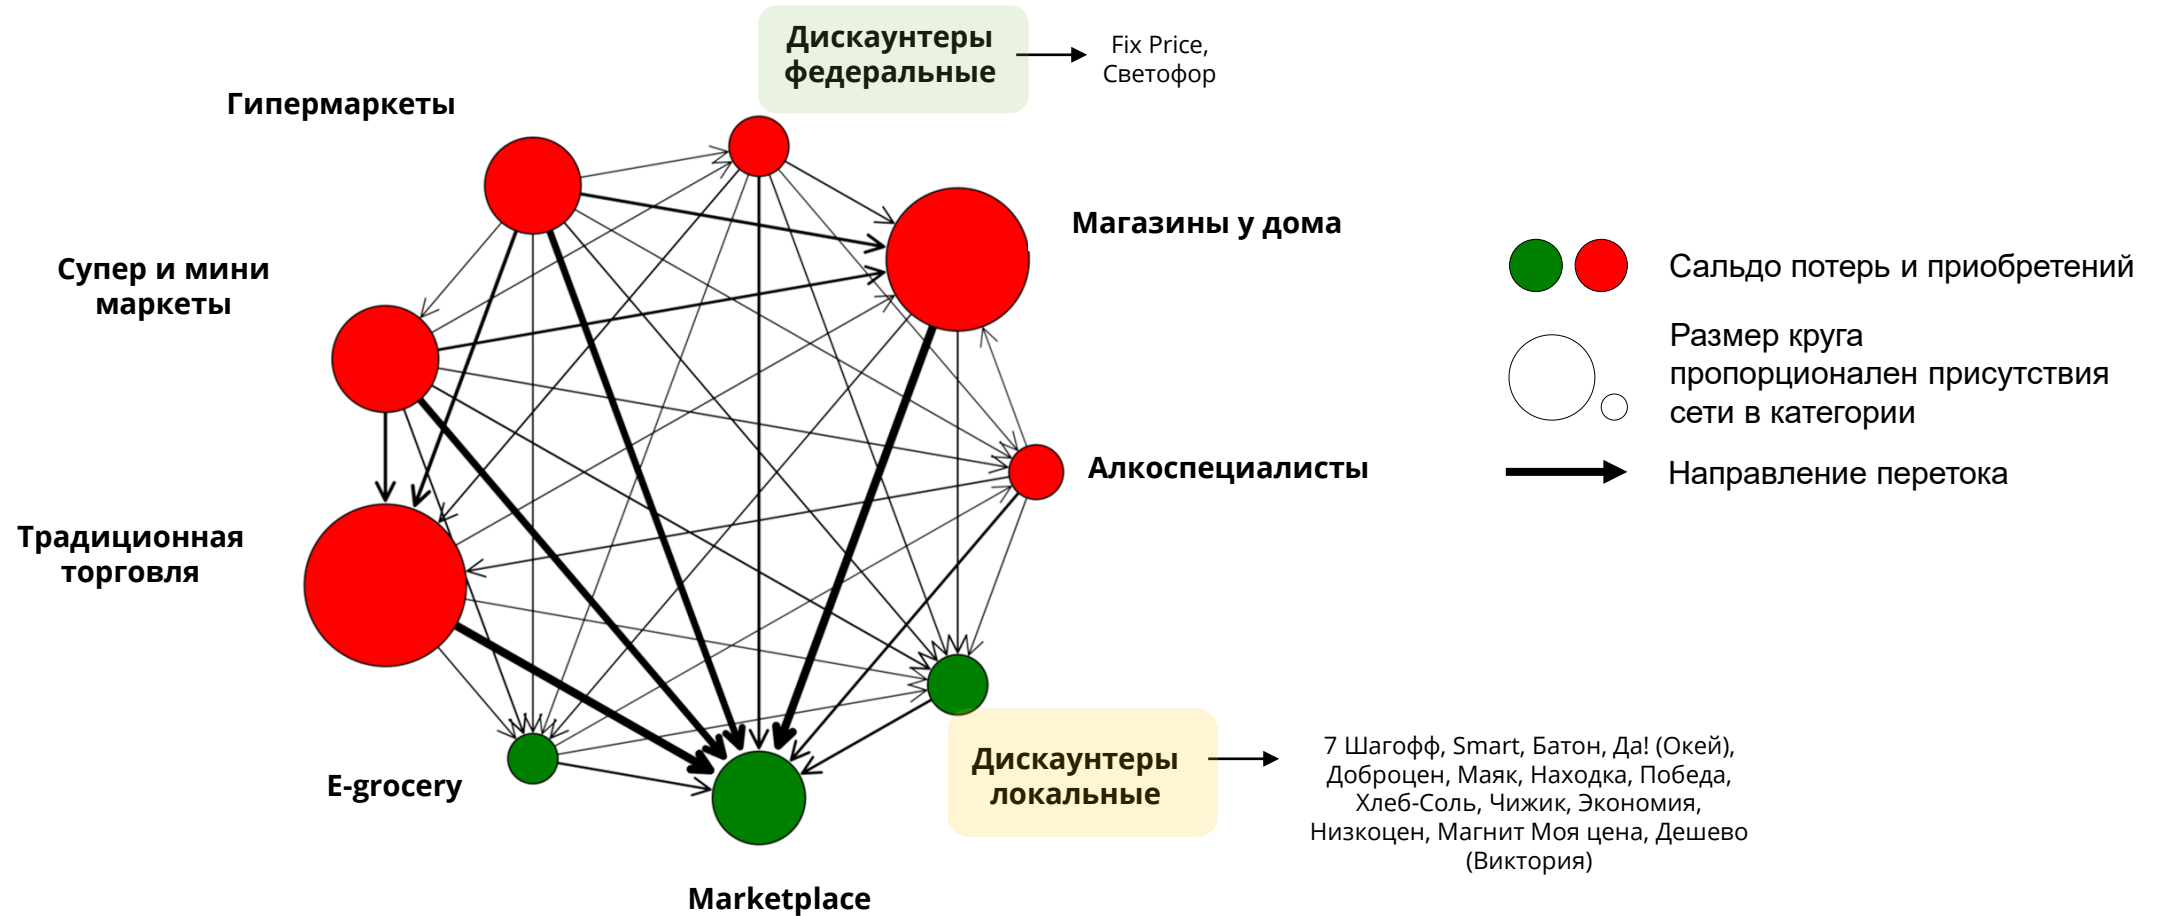 Дискаунтеры
федеральные
Fix Price,
Светофор
Гипермаркеты
Магазины у дома
Супер и мини
маркеты
Алкоспециалисты
Традиционная
торговля
E-grocery
Marketplace
Дискаунтеры
локальные
7 Шагофф, Smart, Батон, Да! (Окей),
Доброцен, Маяк, Находка, Победа,
Хлеб-Соль, Чижик, Экономия,
Низкоцен, Магнит Моя цена, Дешево
(Виктория)
Сальдо потерь и приобретений
Размер круга
пропорционален присутствия
сети в категории
Направление перетока